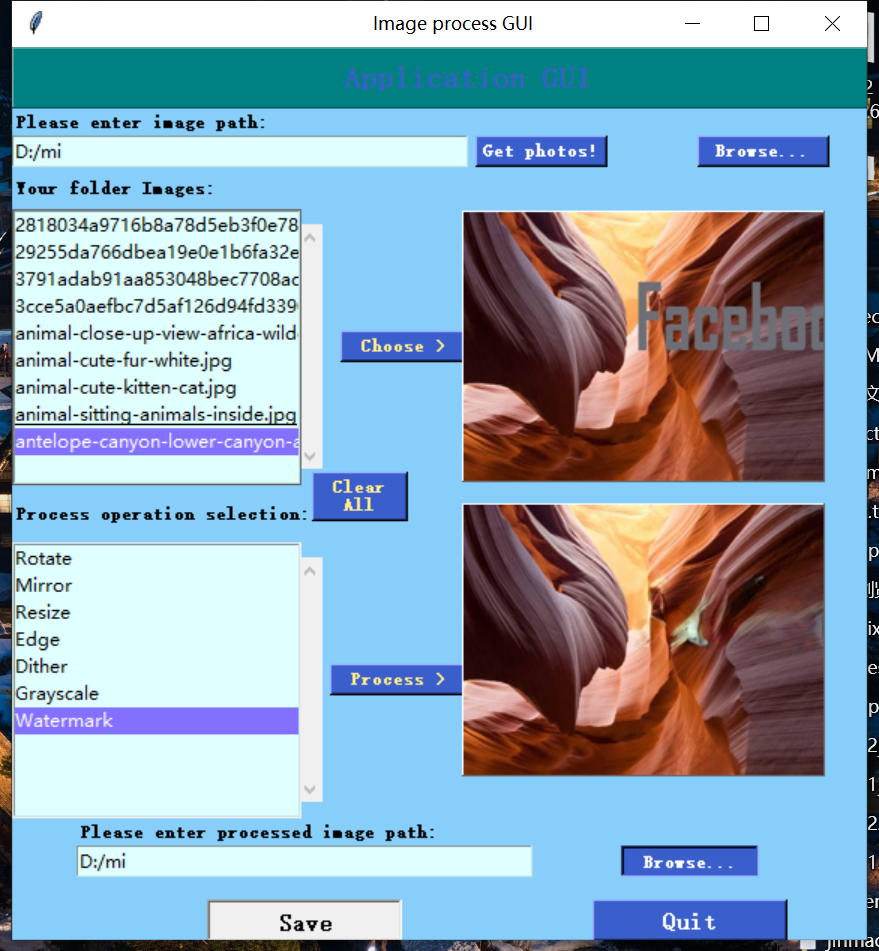 Image process GUI
Application GUI
Please enter image path:
D:/mi
Get photos!
Browse...
Your folder Images:
2818034a9716b8a78d5eb3f0e78
29255da766dbea19e0e1b6fa32e
3791adab91aa853048bec7708ac
3cce5a0aefbc7d5af126d94fd339
animal-close-up-view-africa-wild
animal-cute-fur-white.jpg
animal-cute-kitten-cat.jpg
animal-sitting-animals-inside.jpg
antelope-canyon-lower-canyon-a
Faceboo
Choose >
Clear
All
Process operation selection:
Rotate
Mirror
Resize
Edge
Dither
Grayscale
Watermark
Process >
Please enter processed image path:
D:/mi
Browse...
Save
Quit